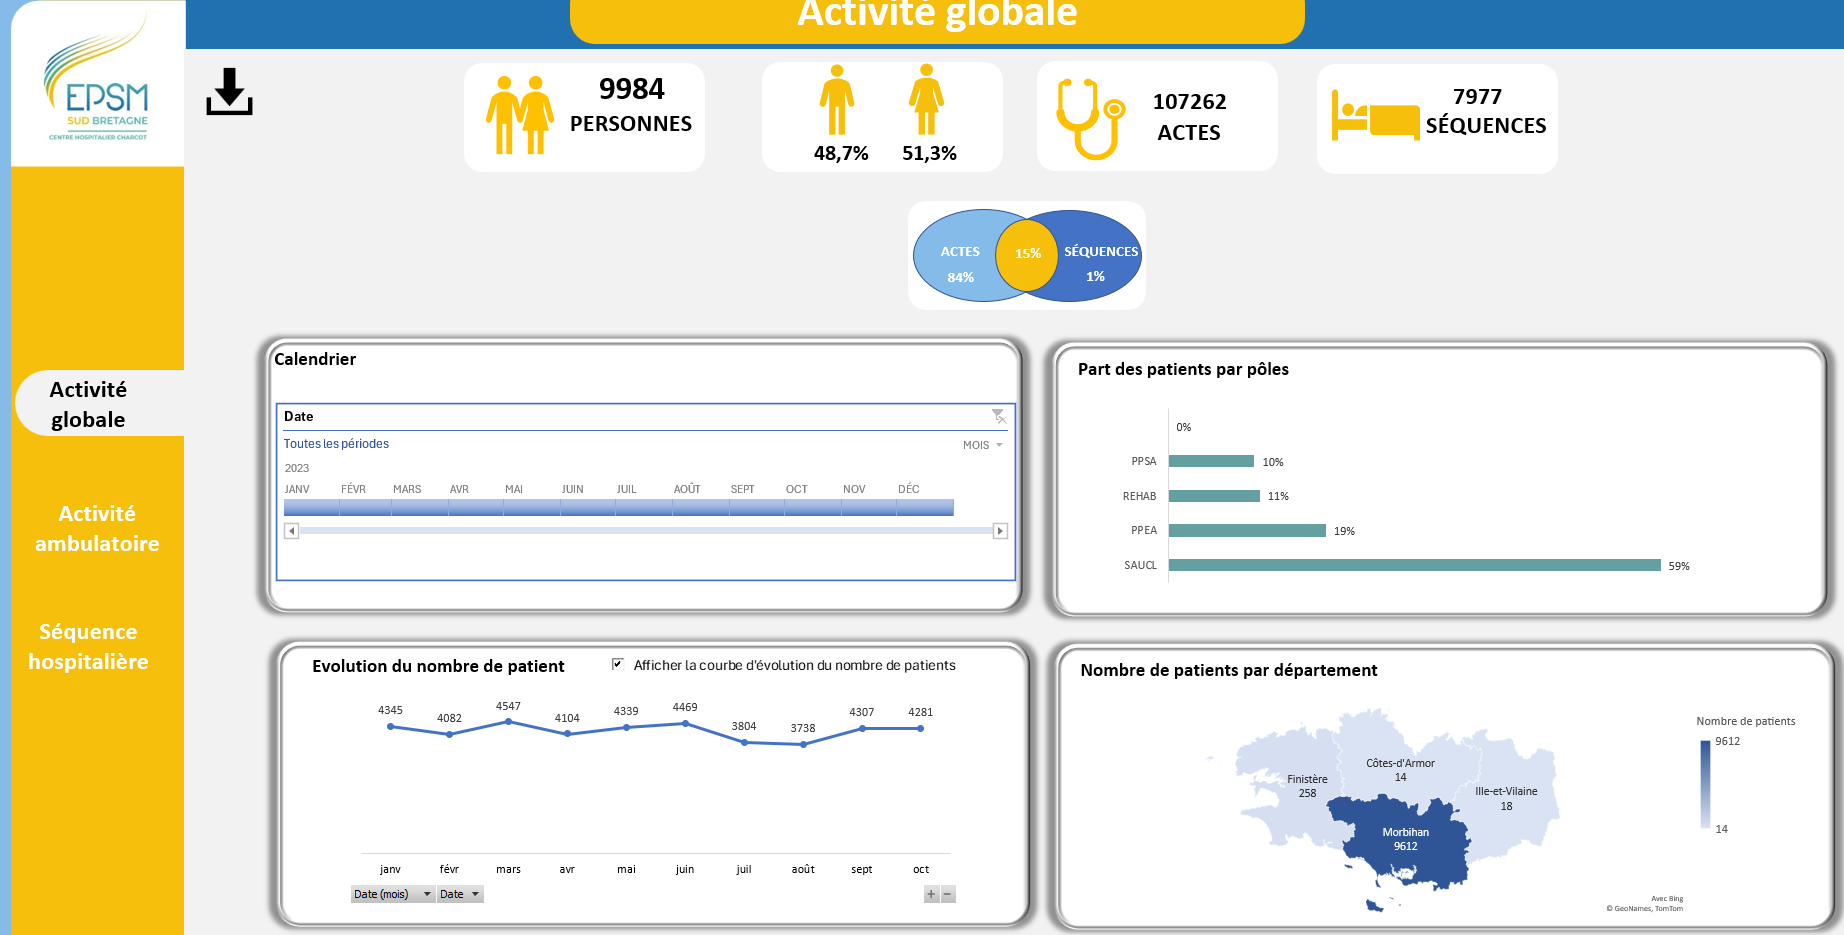 Activité globale
EPSM
SUD BRETAGNE
CENTRE HOSPITALIER CHARCOT
9984
PERSONNES
48,7%
51,3%
107262
ACTES
7977
SÉQUENCES
ACTES
84%
15%
SÉQUENCES
1%
Activité
globale
Activité
ambulatoire
Séquence
hospitalière
Calendrier
Date
Toutes les périodes
MOIS
2023
JANV FÉVR MARS AVR MAI JUIN JUIL AOÛT SEPT OCT NOV DÉC
Part des patients par pôles
0%
PPSA 10%
REHAB 11%
PPEA 19%
SAUCL 59%
Evolution du nombre de patient
Afficher la courbe d'évolution du nombre de patients
4345 4082 4547 4104 4339 4469 3804 3738 4307 4281
janv févr mars avr mai juin juil août sept oct
Date (mois) Date + −
Nombre de patients par département
Nombre de patients
9612
14
Finistère
258
Côtes-d'Armor
14
Ille-et-Vilaine
18
Morbihan
9612
Avec Bing
© GeoNames, TomTom